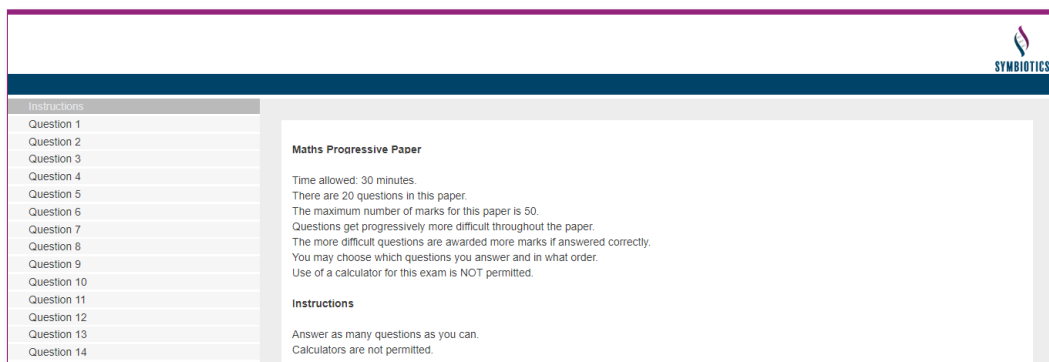 SYMBIOTICS
Instructions
Question 1
Question 2
Question 3
Question 4
Question 5
Question 6
Question 7
Question 8
Question 9
Question 10
Question 11
Question 12
Question 13
Question 14
Maths Progressive Paper
Time allowed: 30 minutes.
There are 20 questions in this paper.
The maximum number of marks for this paper is 50.
Questions get progressively more difficult throughout the paper.
The more difficult questions are awarded more marks if answered correctly.
You may choose which questions you answer and in what order.
Use of a calculator for this exam is NOT permitted.
Instructions
Answer as many questions as you can.
Calculators are not permitted.